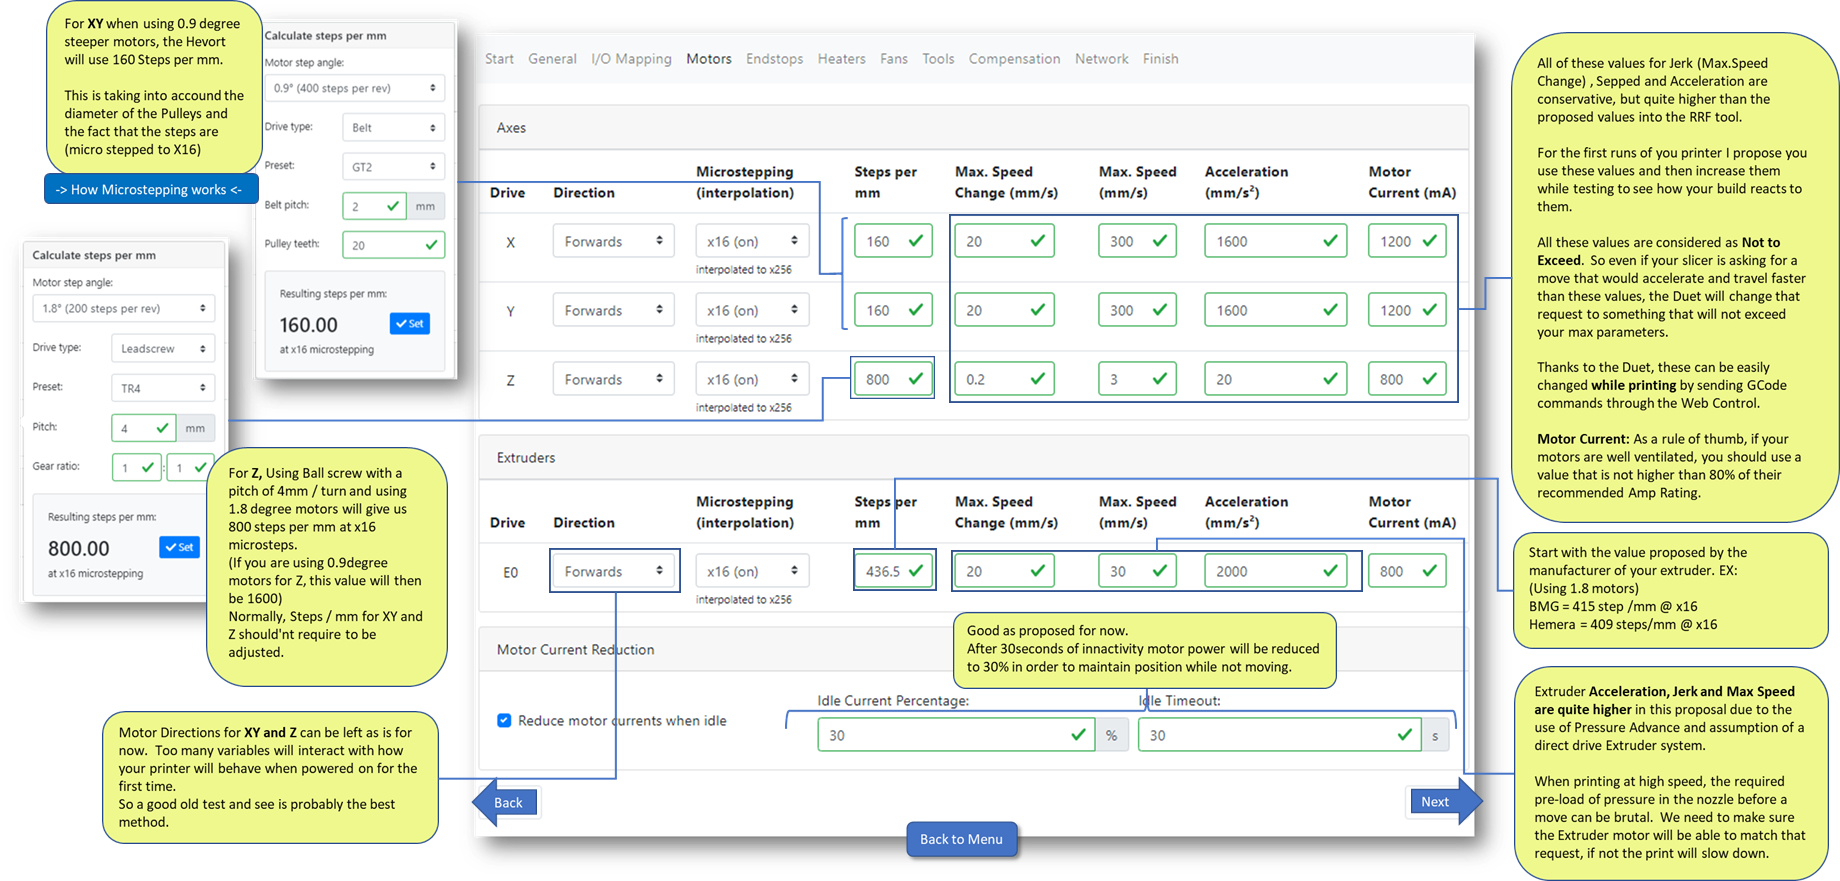 For XY when using 0.9 degree
steeper motors, the Hevort
will use 160 Steps per mm.
This is taking into accound the
diameter of the Pulleys and
the fact that the steps are
(micro stepped to X16)
-> How Microstepping works <-
Calculate steps per mm
Motor step angle:
0.9° (400 steps per rev)
Drive type: Belt
Preset: GT2
Belt pitch: 2 mm
Pulley teeth: 20
Resulting steps per mm:
160.00 Set
at x16 microstepping
Calculate steps per mm
Motor step angle:
1.8° (200 steps per rev)
Drive type: Leadscrew
Preset: TR4
Pitch: 4 mm
Gear ratio: 1 : 1
Resulting steps per mm:
800.00 Set
at x16 microstepping
For Z, Using Ball screw with a
pitch of 4mm / turn and using
1.8 degree motors will give us
800 steps per mm at x16
microsteps.
(If you are using 0.9degree
motors for Z, this value will then
be 1600)
Normally, Steps / mm for XY and
Z should'nt require to be
adjusted.
Motor Directions for XY and Z can be left as is for
now. Too many variables will interact with how
your printer will behave when powered on for the
first time.
So a good old test and see is probably the best
method.
Start General I/O Mapping Motors Endstops Heaters Fans Tools Compensation Network Finish
Axes
Drive Direction Microstepping (interpolation) Steps per mm Max. Speed Change (mm/s) Max. Speed (mm/s) Acceleration (mm/s²) Motor Current (mA)
X Forwards x16 (on) 160 20 300 1600 1200
interpolated to x256
Y Forwards x16 (on) 160 20 300 1600 1200
interpolated to x256
Z Forwards x16 (on) 800 0.2 3 20 800
interpolated to x256
Extruders
Drive Direction Microstepping (interpolation) Steps per mm Max. Speed Change (mm/s) Max. Speed (mm/s) Acceleration (mm/s²) Motor Current (mA)
E0 Forwards x16 (on) 436.5 20 30 2000 800
interpolated to x256
Good as proposed for now.
After 30seconds of innactivity motor power will be reduced
to 30% in order to maintain position while not moving.
Motor Current Reduction
Reduce motor currents when idle
Idle Current Percentage: Idle Timeout:
30 % 30 s
Back
Next
Back to Menu
All of these values for Jerk (Max.Speed
Change) , Sepped and Acceleration are
conservative, but quite higher than the
proposed values into the RRF tool.
For the first runs of you printer I propose you
use these values and then increase them
while testing to see how your build reacts to
them.
All these values are considered as Not to
Exceed. So even if your slicer is asking for a
move that would accelerate and travel faster
than these values, the Duet will change that
request to something that will not exceed
your max parameters.
Thanks to the Duet, these can be easily
changed while printing by sending GCode
commands through the Web Control.
Motor Current: As a rule of thumb, if your
motors are well ventilated, you should use a
value that is not higher than 80% of their
recommended Amp Rating.
Start with the value proposed by the
manufacturer of your extruder. EX:
(Using 1.8 motors)
BMG = 415 step /mm @ x16
Hemera = 409 steps/mm @ x16
Extruder Acceleration, Jerk and Max Speed
are quite higher in this proposal due to the
use of Pressure Advance and assumption of a
direct drive Extruder system.
When printing at high speed, the required
pre-load of pressure in the nozzle before a
move can be brutal. We need to make sure
the Extruder motor will be able to match that
request, if not the print will slow down.